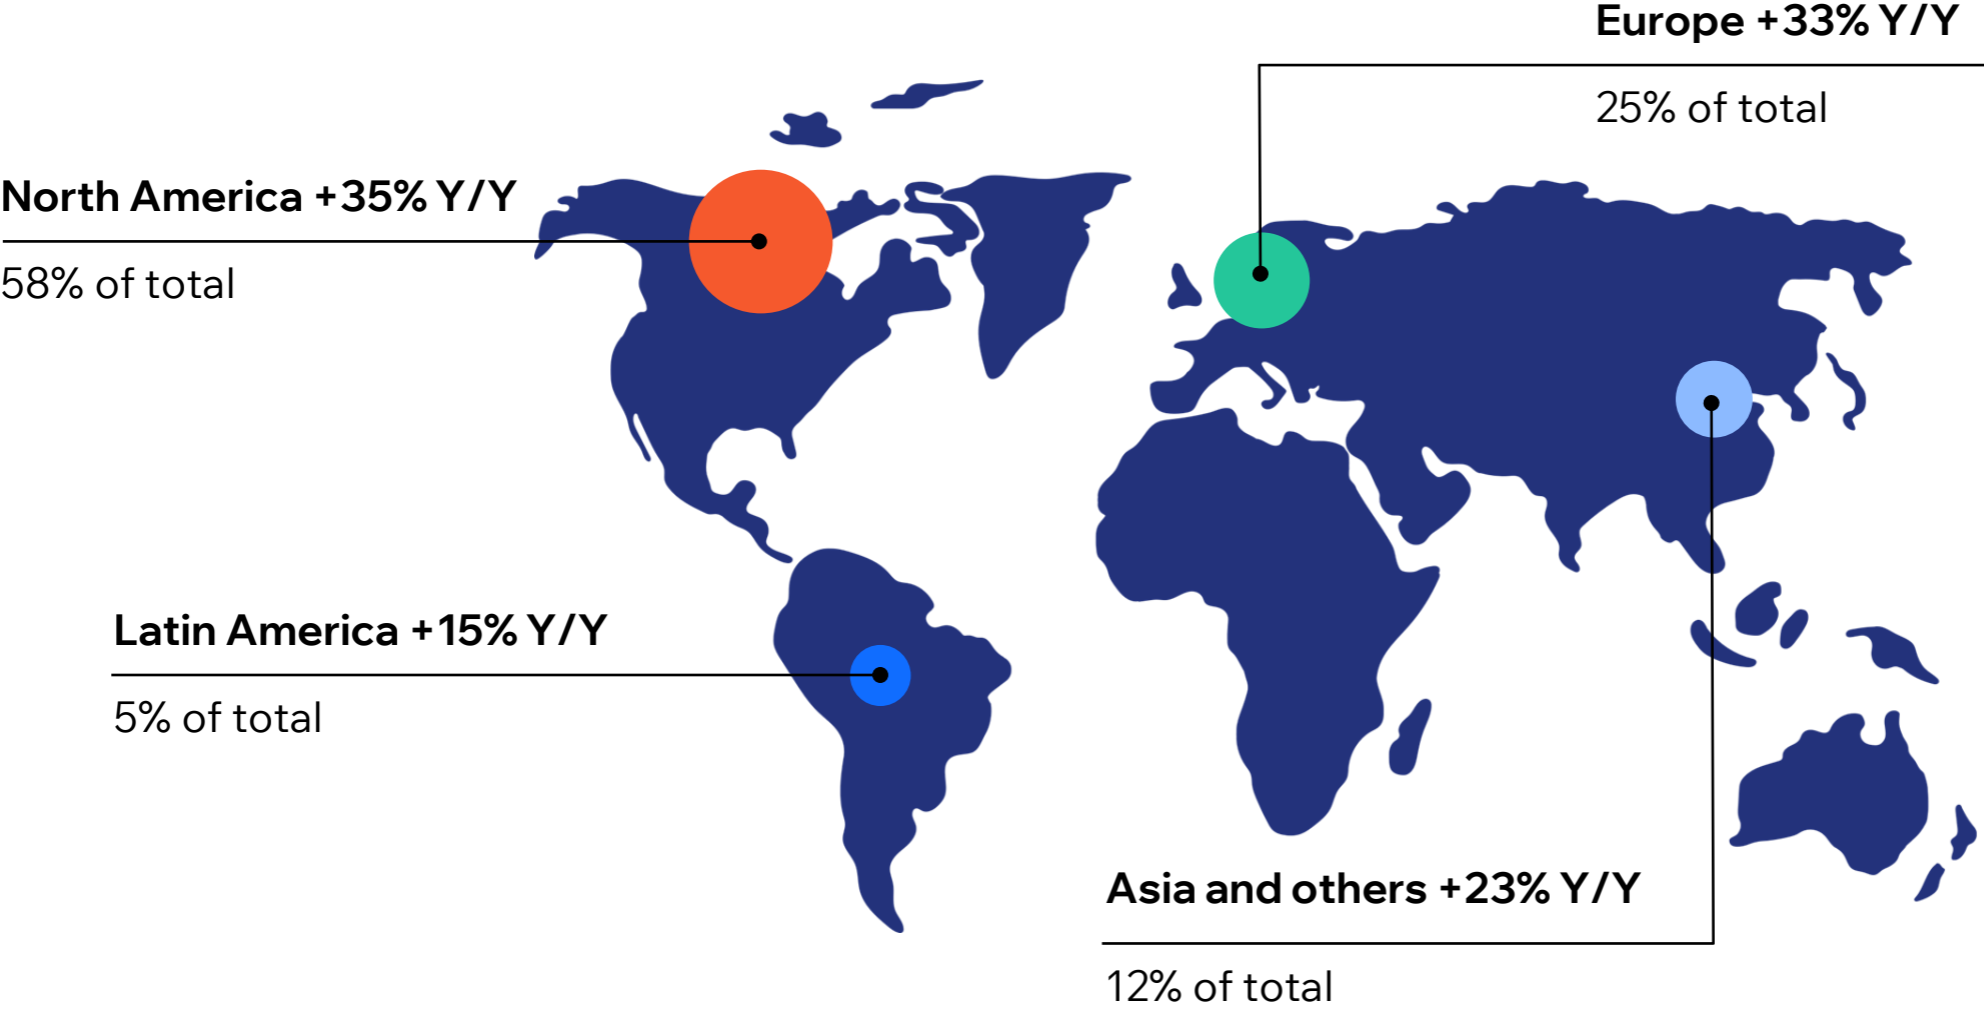 Europe +33% Y/Y
25% of total
North America +35% Y/Y
58% of total
Latin America +15% Y/Y
5% of total
Asia and others +23% Y/Y
12% of total